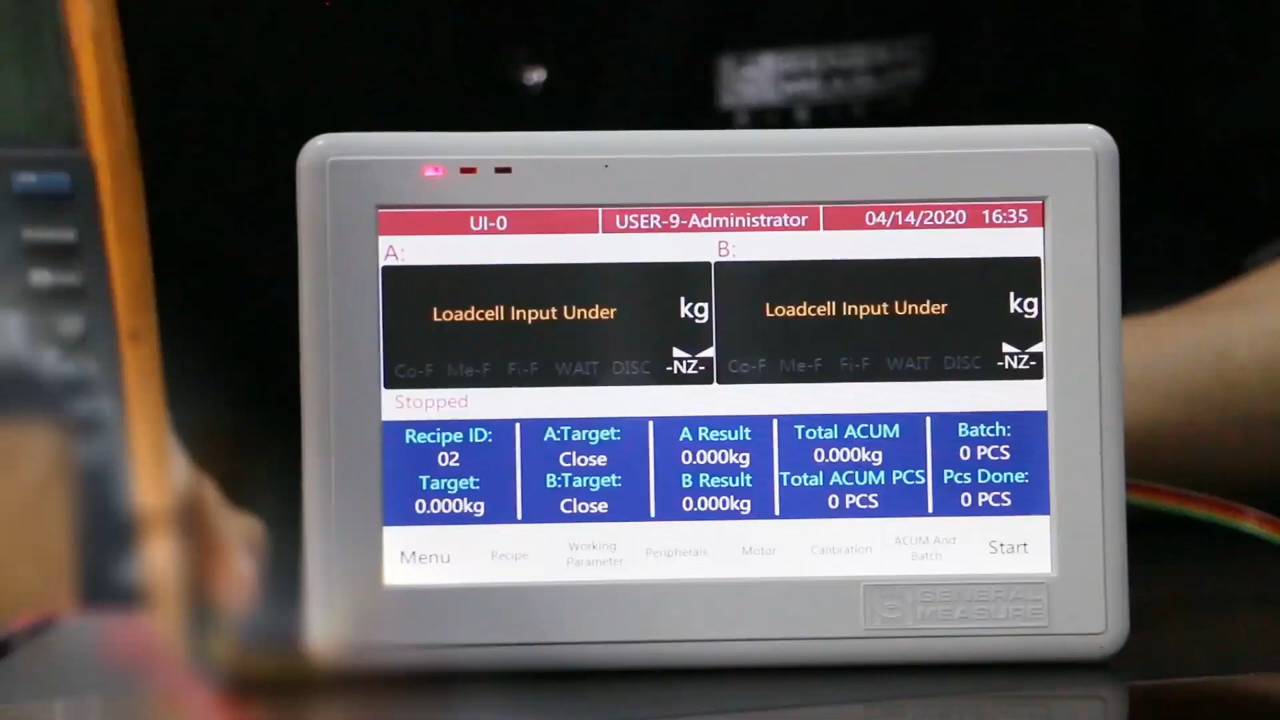 UI-0 USER-9-Administrator 04/14/2020 16:35
A: B:
Loadcell Input Under kg Loadcell Input Under kg
Co-F Me-F Fi-F WAIT DISC -NZ- Co-F Me-F Fi-F WAIT DISC -NZ-
Stopped
Recipe ID: A:Target: A Result Total ACUM Batch:
02 Close 0.000kg 0.000kg 0 PCS
Target: B:Target: B Result Total ACUM PCS Pcs Done:
0.000kg Close 0.000kg 0 PCS 0 PCS
Menu Recipe Working Parameter Peripherals Motor Calibration ACUM And Batch Start
GENERAL
MEASURE